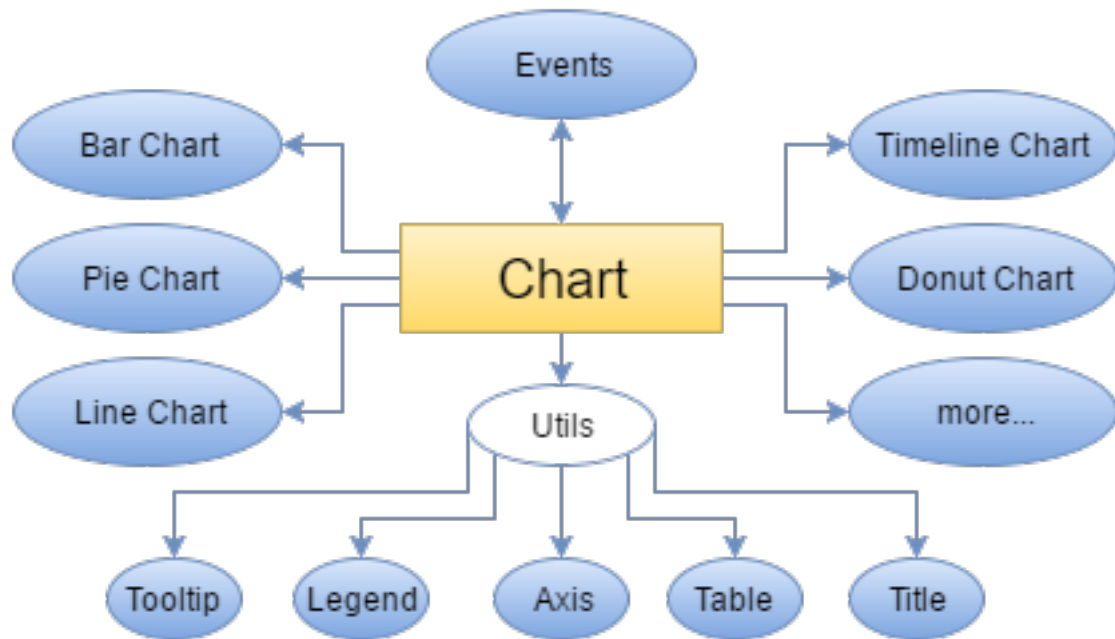 Events
Bar Chart
Timeline Chart
Pie Chart
Chart
Donut Chart
Line Chart
Utils
more...
Tooltip
Legend
Axis
Table
Title